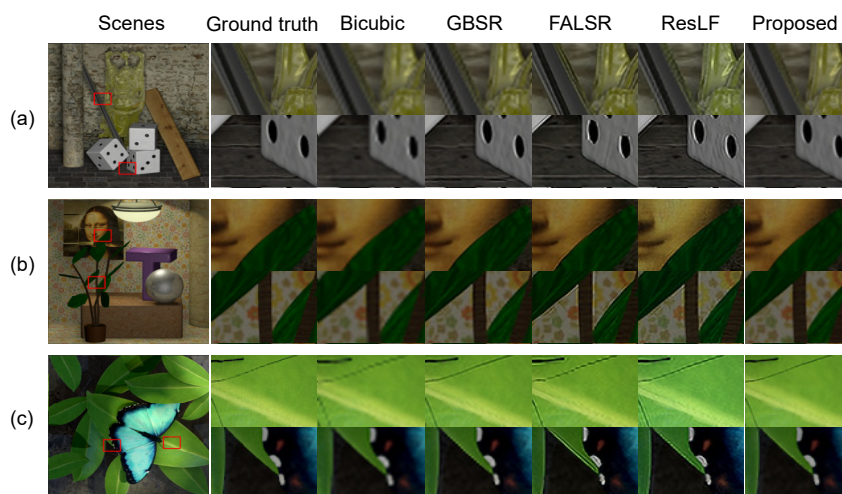 Scenes Ground truth Bicubic GBSR FALSR ResLF Proposed
(a)
(b)
(c)